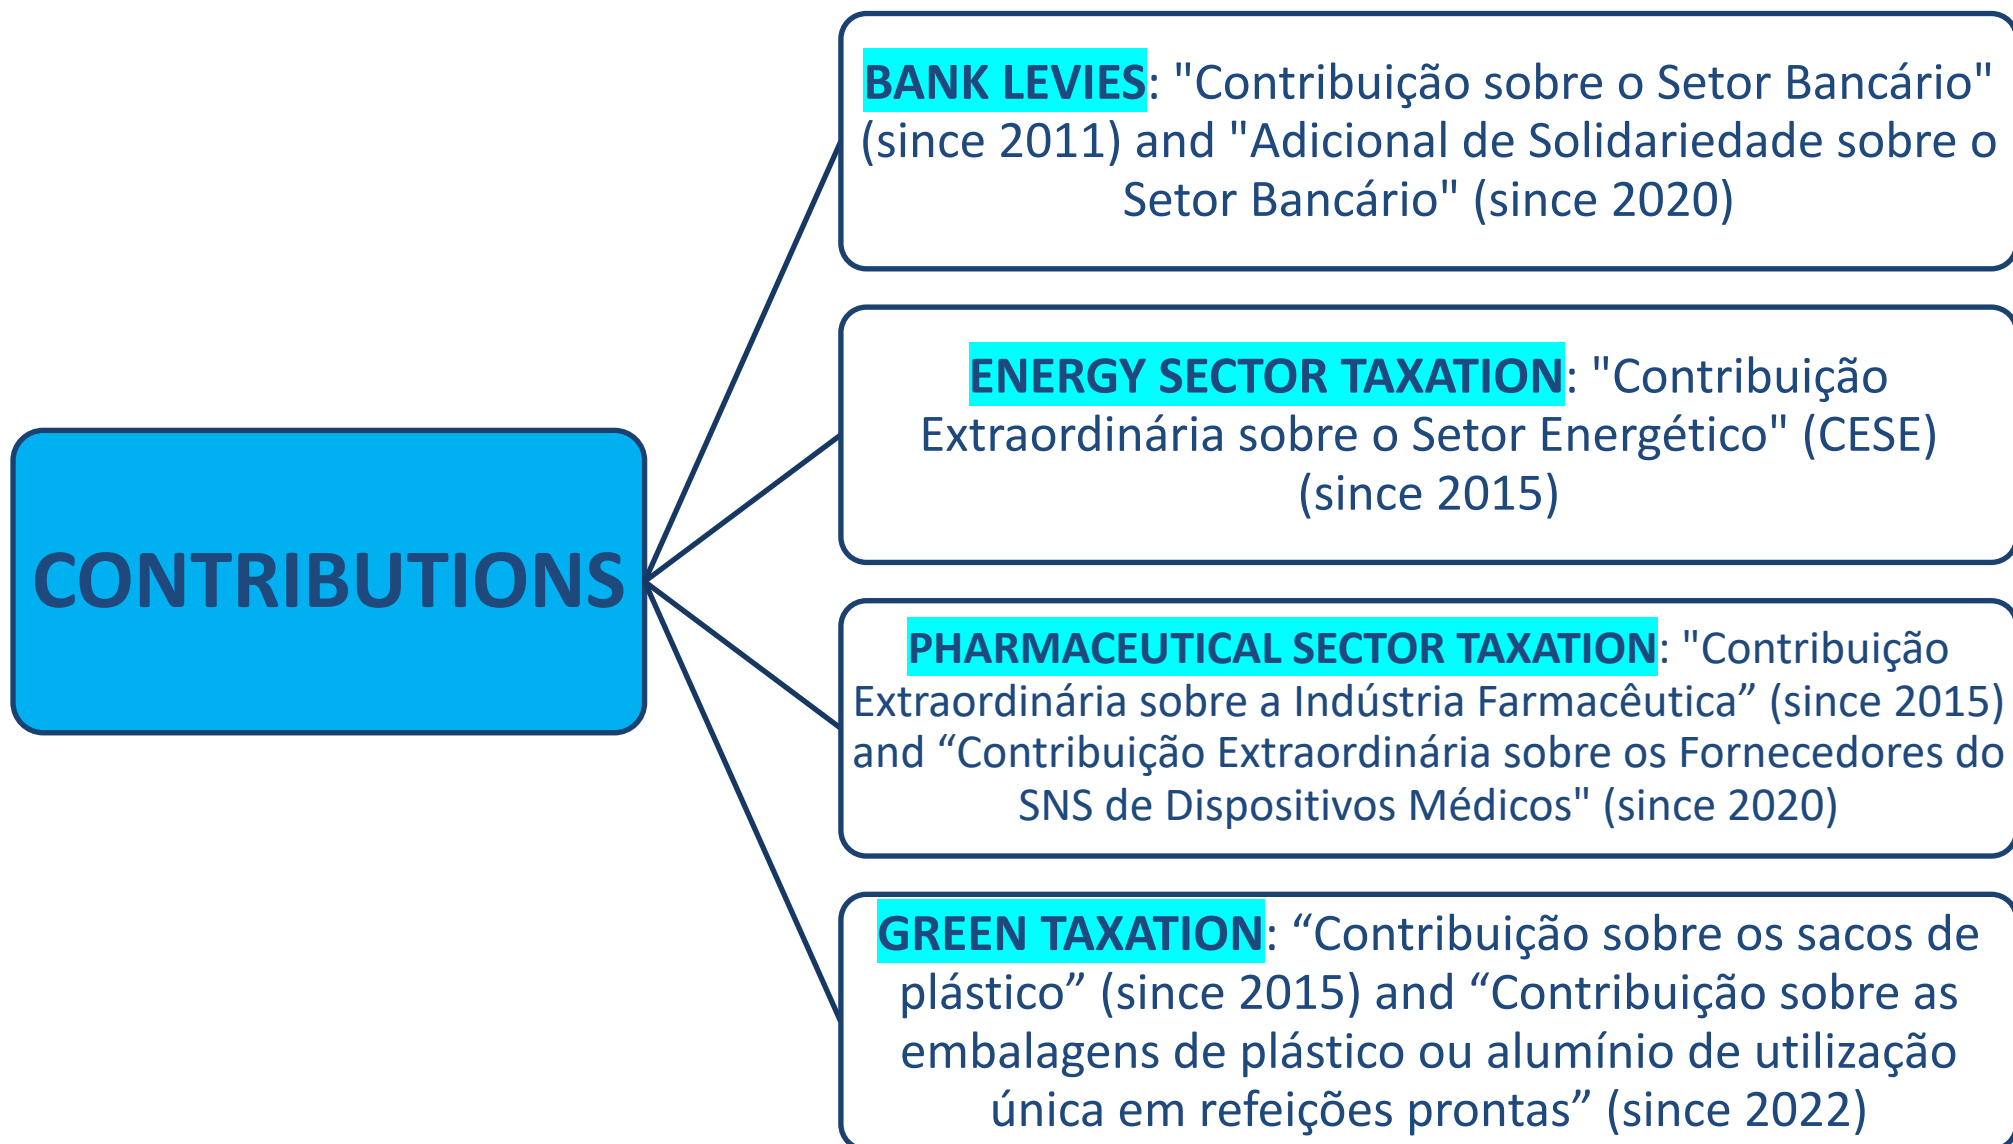 CONTRIBUTIONS
BANK LEVIES: "Contribuição sobre o Setor Bancário"
(since 2011) and "Adicional de Solidariedade sobre o
Setor Bancário" (since 2020)
ENERGY SECTOR TAXATION: "Contribuição
Extraordinária sobre o Setor Energético" (CESE)
(since 2015)
PHARMACEUTICAL SECTOR TAXATION: "Contribuição
Extraordinária sobre a Indústria Farmacêutica” (since 2015)
and “Contribuição Extraordinária sobre os Fornecedores do
SNS de Dispositivos Médicos" (since 2020)
GREEN TAXATION: “Contribuição sobre os sacos de
plástico” (since 2015) and “Contribuição sobre as
embalagens de plástico ou alumínio de utilização
única em refeições prontas” (since 2022)